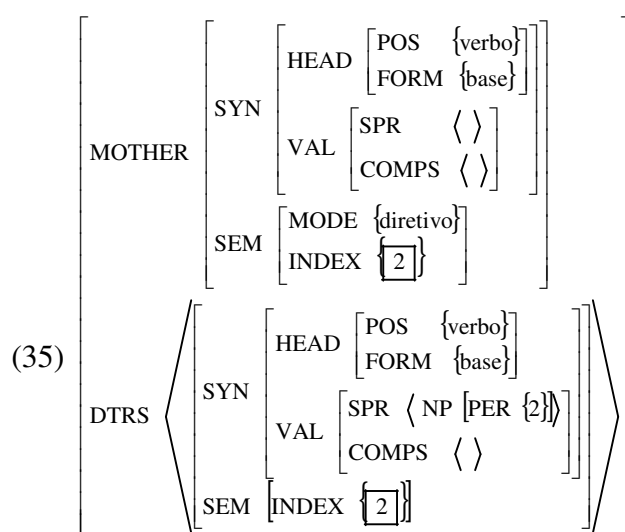 POS {verbo}
HEAD
FORM {base}
SYN
SPR ⟨ ⟩
VAL
COMPS ⟨ ⟩
MOTHER
MODE {diretivo}
SEM
INDEX {2}
(35)
POS {verbo}
HEAD
FORM {base}
SYN
SPR ⟨ NP [PER {2}]⟩
VAL
COMPS ⟨ ⟩
DTRS
SEM [INDEX {2}]